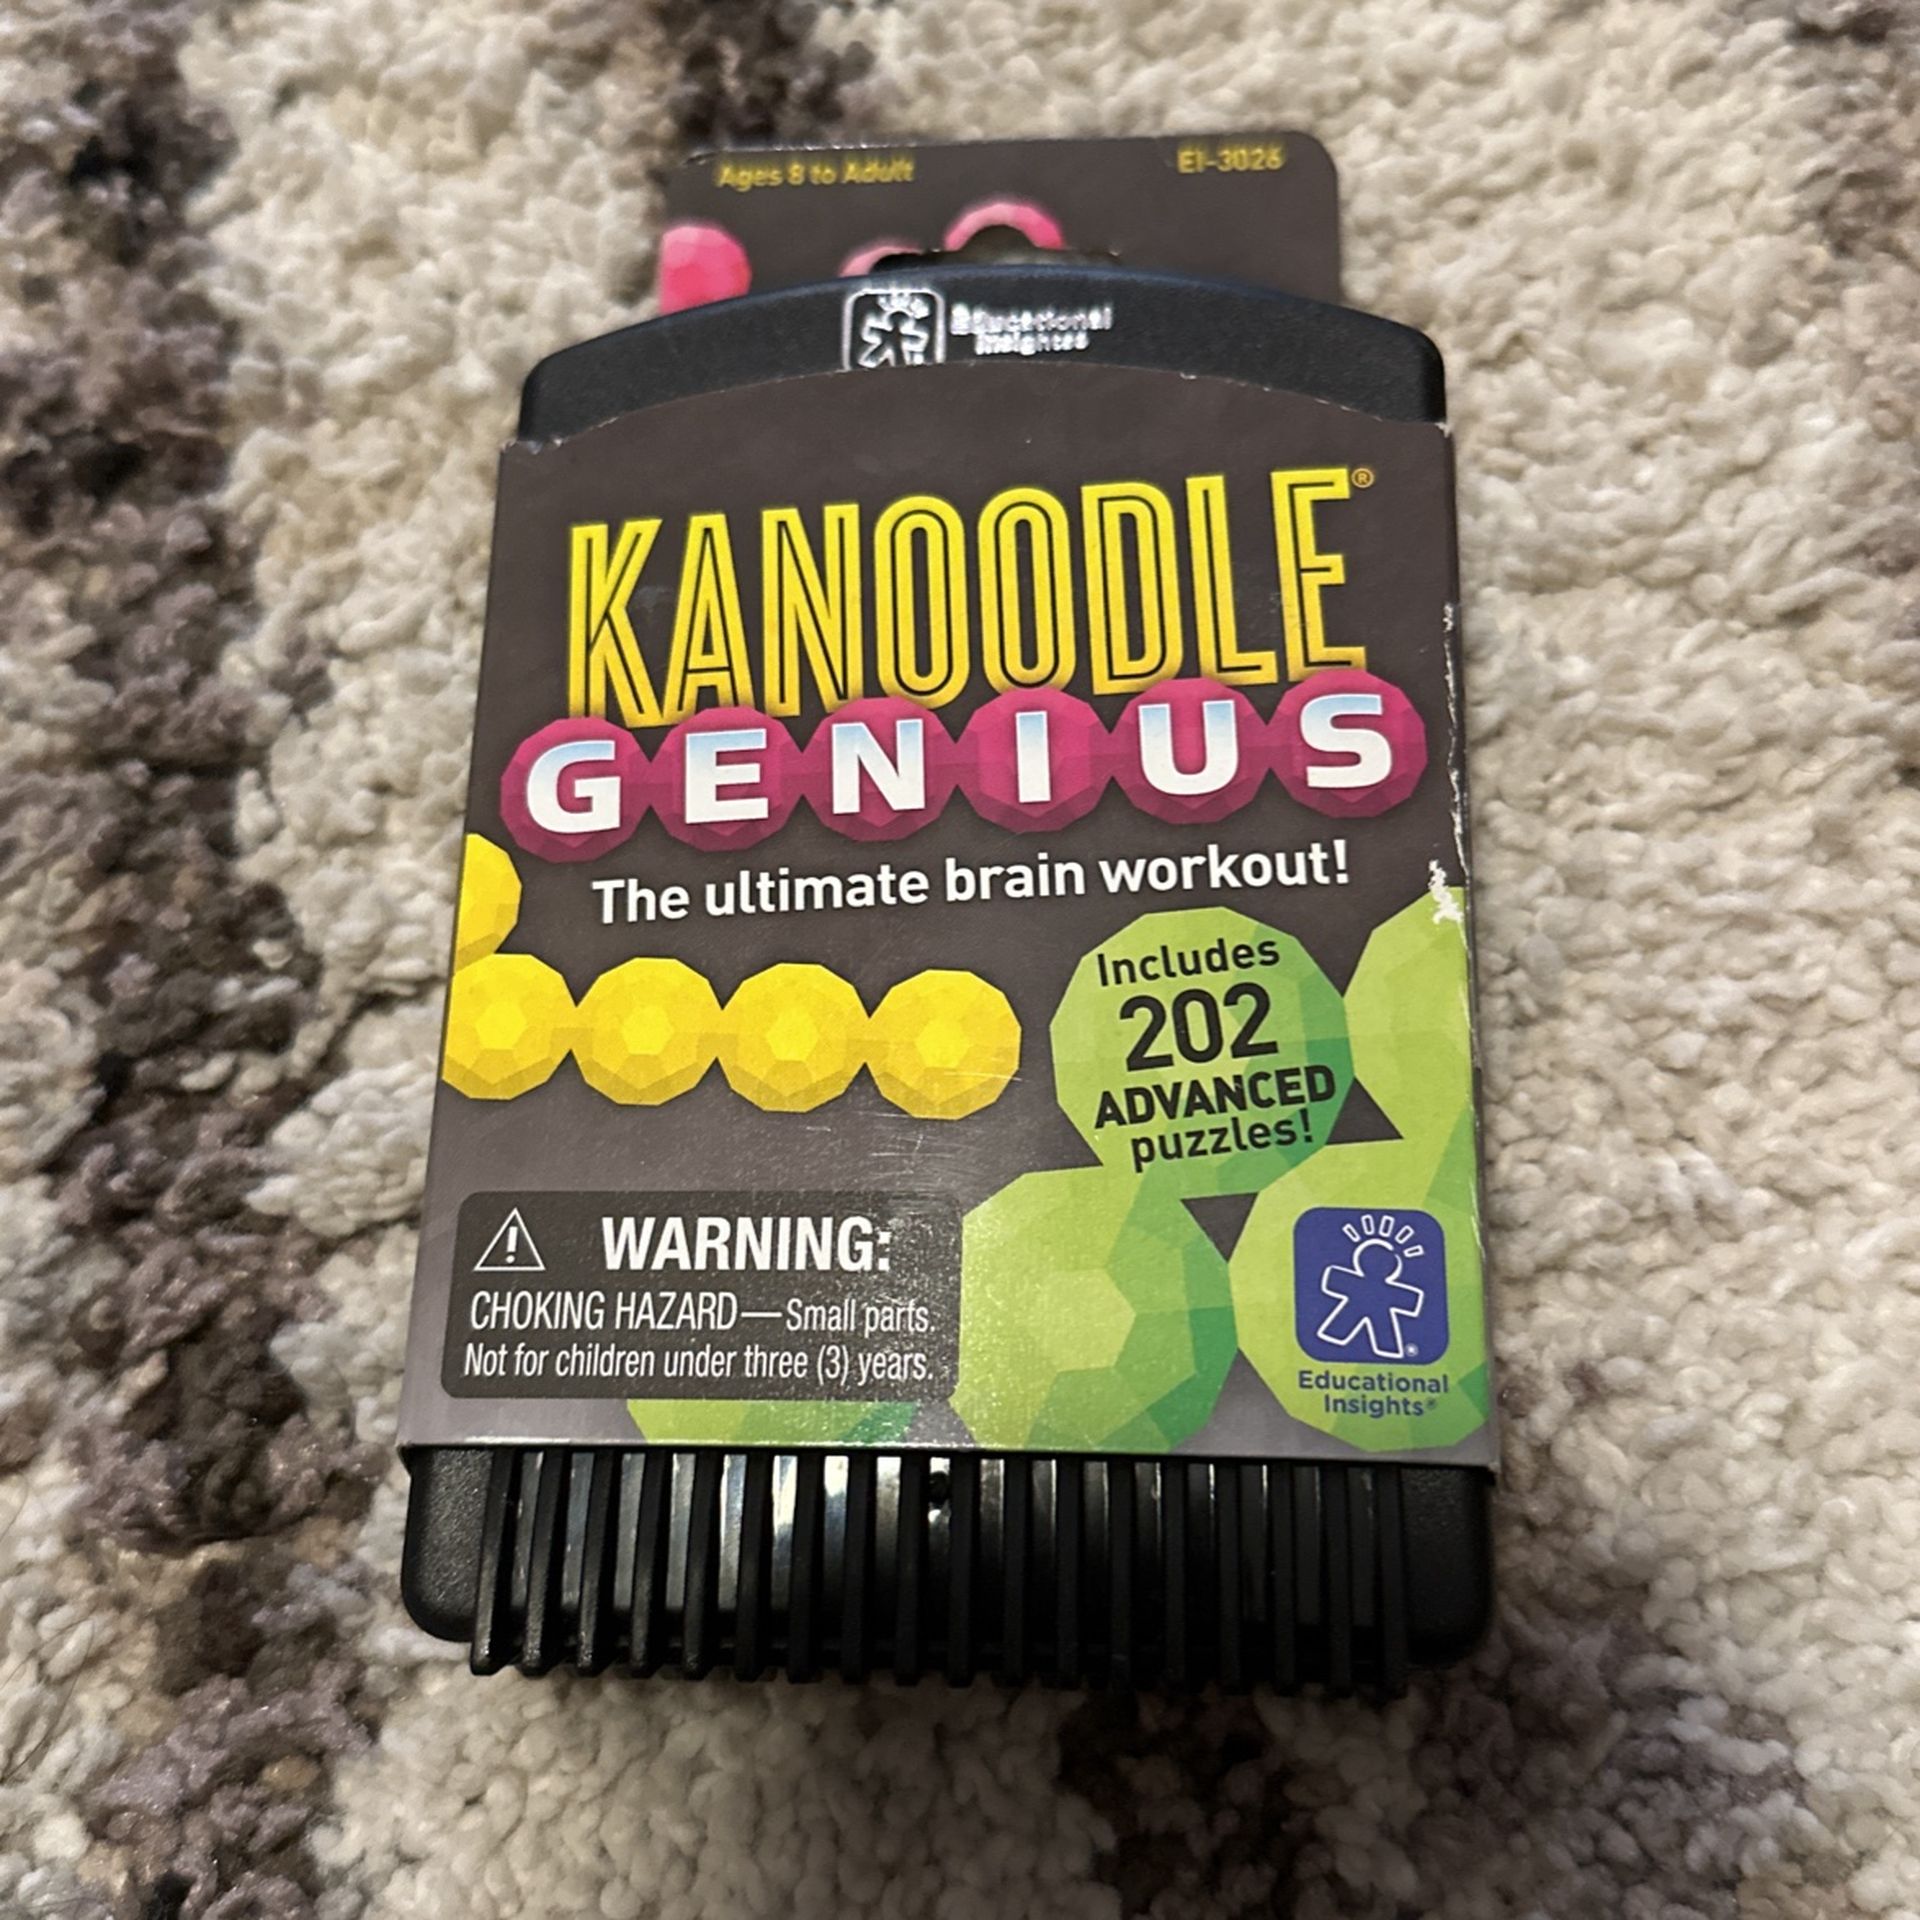 Ages 8 to Adult
EI-3026
Educational
Insights
KANOODLE®
GENIUS
The ultimate brain workout!
Includes
202
ADVANCED
puzzles!
WARNING:
CHOKING HAZARD—Small parts.
Not for children under three (3) years.
Educational
Insights®